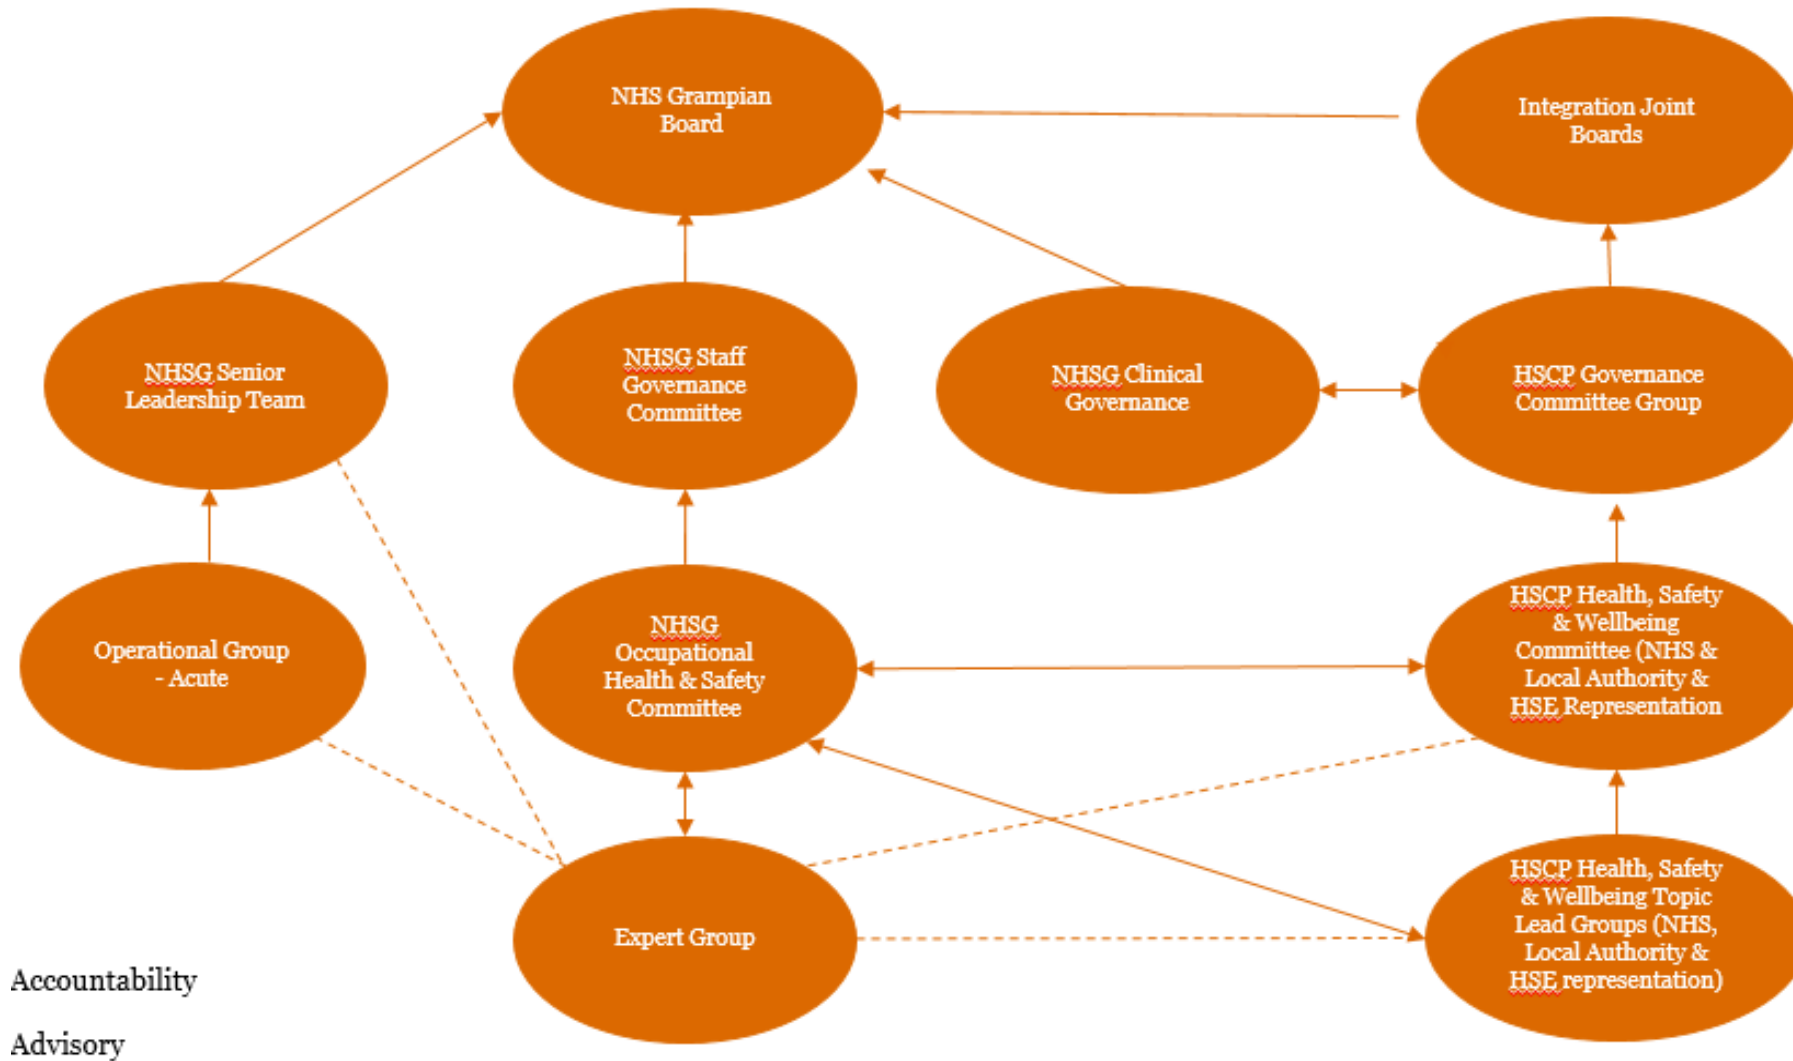 NHS Grampian
Board
Integration Joint
Boards
NHSG Senior
Leadership Team
NHSG Staff
Governance
Committee
NHSG Clinical
Governance
HSCP Governance
Committee Group
Operational Group
- Acute
NHSG
Occupational
Health & Safety
Committee
HSCP Health, Safety
& Wellbeing
Committee (NHS &
Local Authority &
HSE Representation
Expert Group
HSCP Health, Safety
& Wellbeing Topic
Lead Groups (NHS,
Local Authority &
HSE representation)
Accountability
Advisory